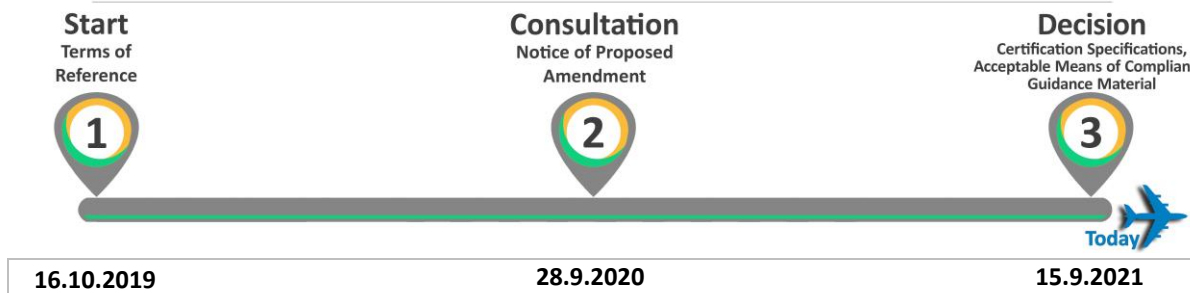 Start
Terms of
Reference
1
Consultation
Notice of Proposed
Amendment
2
Decision
Certification Specifications,
Acceptable Means of Complian
Guidance Material
3
Today
16.10.2019
28.9.2020
15.9.2021